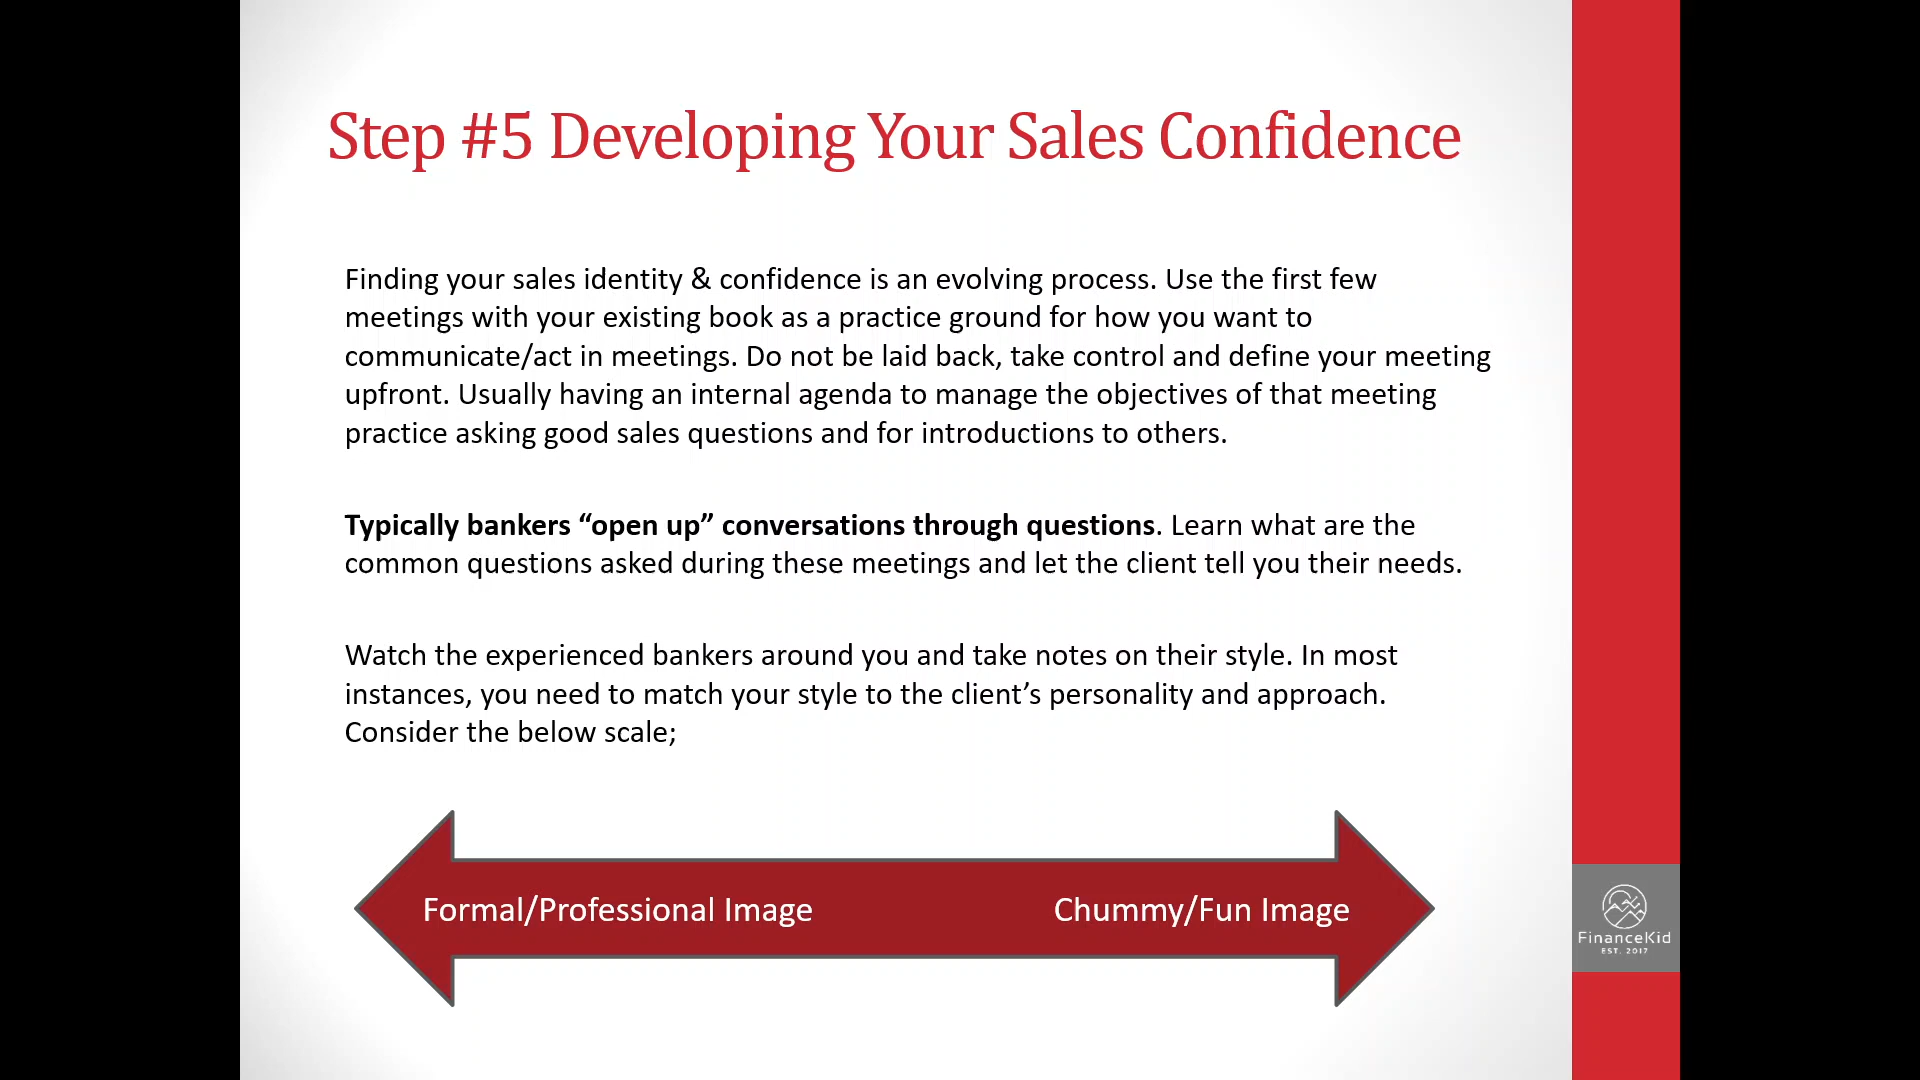 Step #5 Developing Your Sales Confidence
Finding your sales identity & confidence is an evolving process. Use the first few
meetings with your existing book as a practice ground for how you want to
communicate/act in meetings. Do not be laid back, take control and define your meeting
upfront. Usually having an internal agenda to manage the objectives of that meeting
practice asking good sales questions and for introductions to others.
Typically bankers “open up” conversations through questions. Learn what are the
common questions asked during these meetings and let the client tell you their needs.
Watch the experienced bankers around you and take notes on their style. In most
instances, you need to match your style to the client’s personality and approach.
Consider the below scale;
Formal/Professional Image
Chummy/Fun Image
FinanceKid
EST. 2017